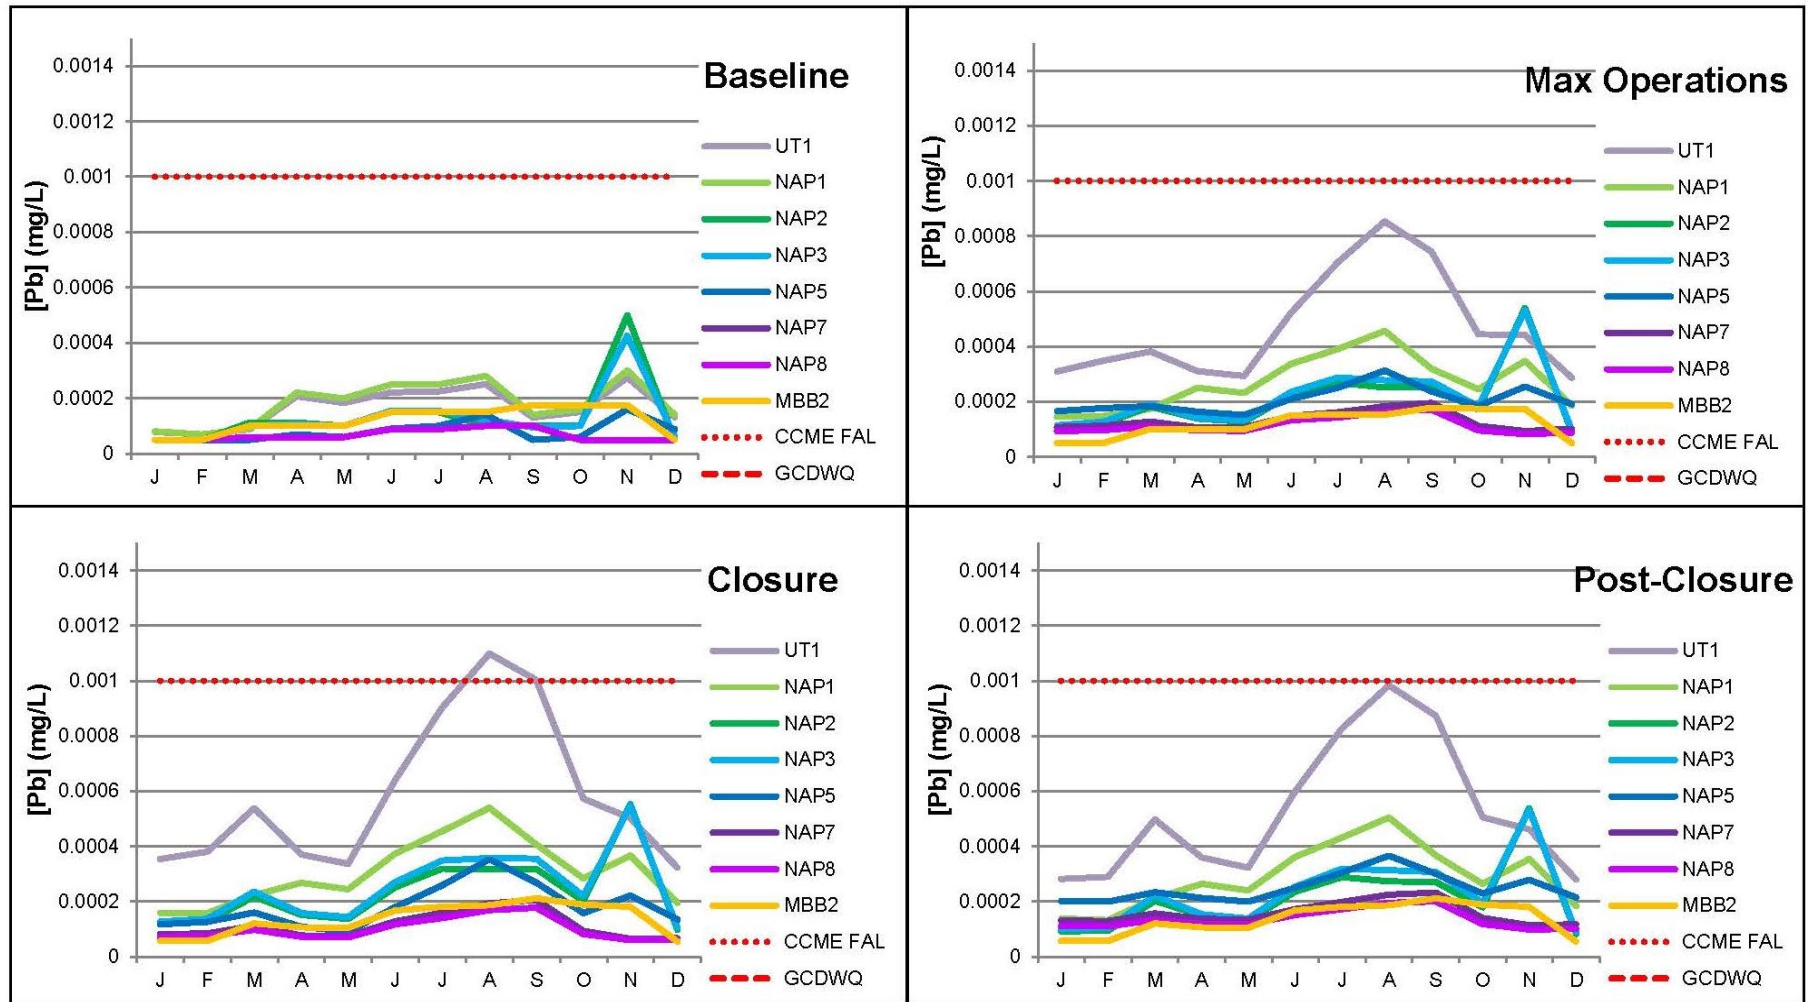 Baseline
[Pb] (mg/L)
0.0014
0.0012
0.001
0.0008
0.0006
0.0004
0.0002
0
J F M A M J J A S O N D
UT1
NAP1
NAP2
NAP3
NAP5
NAP7
NAP8
MBB2
CCME FAL
GCDWQ
Max Operations
[Pb] (mg/L)
0.0014
0.0012
0.001
0.0008
0.0006
0.0004
0.0002
0
J F M A M J J A S O N D
UT1
NAP1
NAP2
NAP3
NAP5
NAP7
NAP8
MBB2
CCME FAL
GCDWQ
Closure
[Pb] (mg/L)
0.0014
0.0012
0.001
0.0008
0.0006
0.0004
0.0002
0
J F M A M J J A S O N D
UT1
NAP1
NAP2
NAP3
NAP5
NAP7
NAP8
MBB2
CCME FAL
GCDWQ
Post-Closure
[Pb] (mg/L)
0.0014
0.0012
0.001
0.0008
0.0006
0.0004
0.0002
0
J F M A M J J A S O N D
UT1
NAP1
NAP2
NAP3
NAP5
NAP7
NAP8
MBB2
CCME FAL
GCDWQ